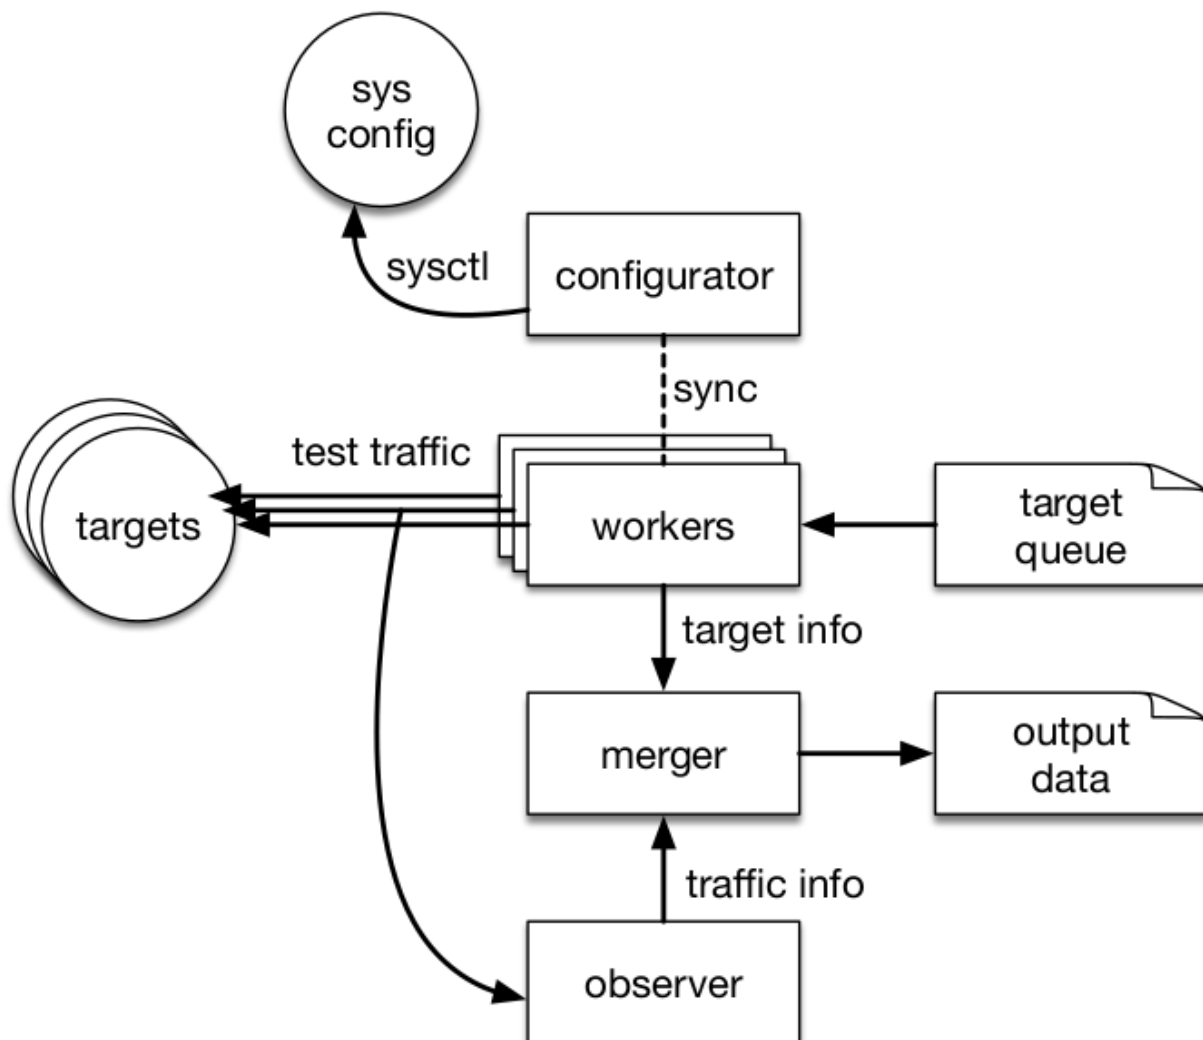 sys
config
sysctl
configurator
sync
test traffic
targets
workers
target
queue
target info
merger
output
data
traffic info
observer